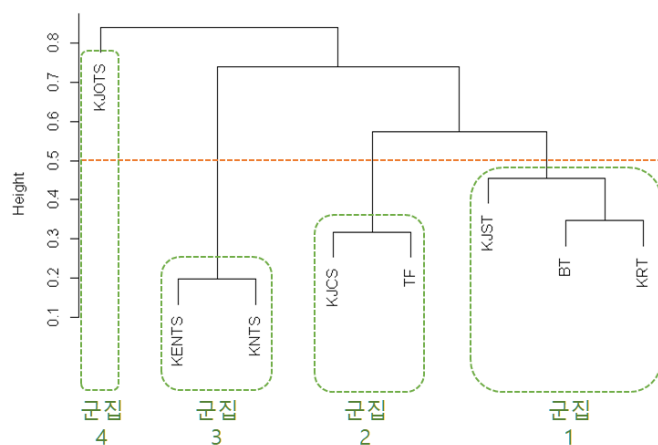 0.8
0.7
0.6
0.5
0.4
0.3
0.2
0.1
Height
KJOTS
KENTS
KNTS
KJCS
TF
KJST
BT
KRT
군집
4
군집
3
군집
2
군집
1